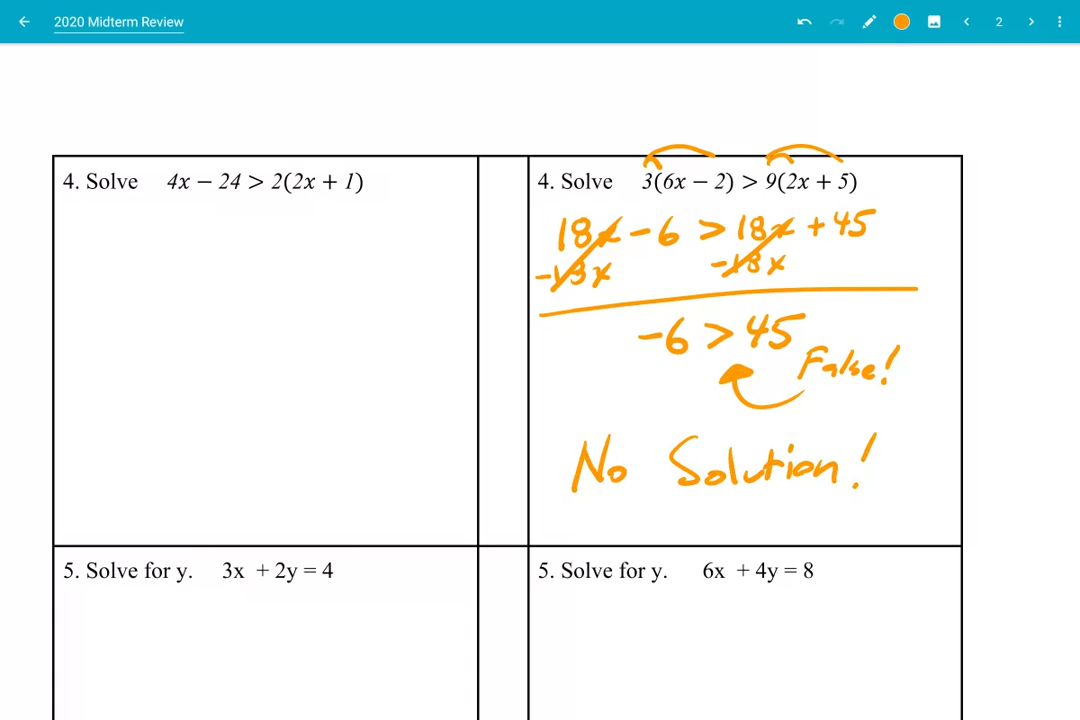 2020 Midterm Review
2
4. Solve 4x − 24 > 2(2x + 1)
4. Solve 3(6x − 2) > 9(2x + 5)
18x - 6 > 18x + 45
-18x -18x
-6 > 45
False!
No Solution!
5. Solve for y. 3x + 2y = 4
5. Solve for y. 6x + 4y = 8